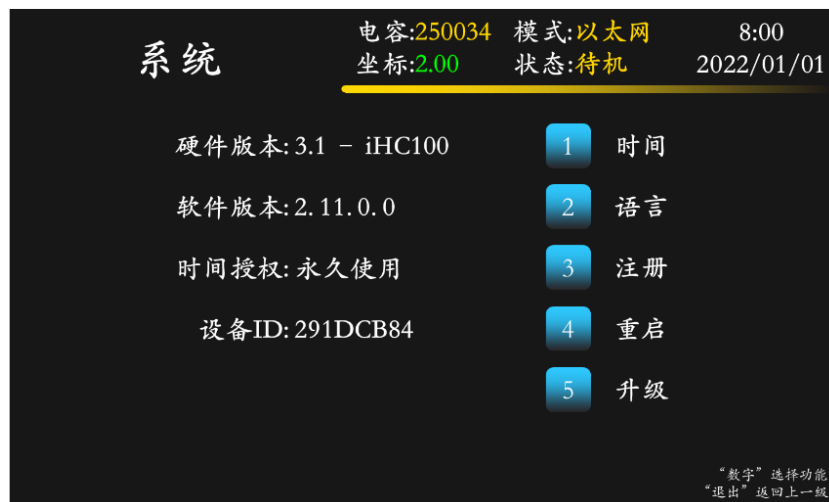 系统
电容:250034 模式:以太网 8:00
坐标:2.00 状态:待机 2022/01/01
硬件版本:3.1 - iHC100 1 时间
软件版本:2.11.0.0 2 语言
时间授权:永久使用 3 注册
设备ID:291DCB84 4 重启
5 升级
“数字”选择功能
“退出”返回上一级